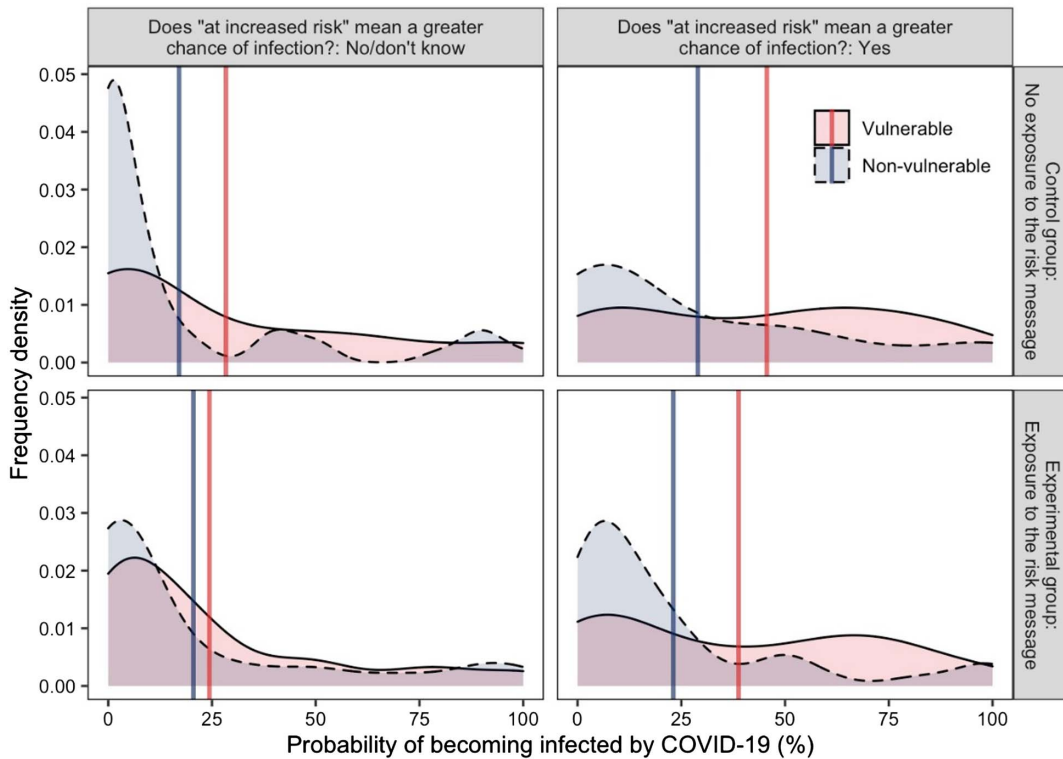 Does "at increased risk" mean a greater
chance of infection?: No/don't know
Does "at increased risk" mean a greater
chance of infection?: Yes
0.05
0.04
0.03
0.02
0.01
0.00
Vulnerable
Non-vulnerable
Control group:
No exposure to the risk message
Frequency density
0.05
0.04
0.03
0.02
0.01
0.00
Experimental group:
Exposure to the risk message
0 25 50 75 100
0 25 50 75 100
Probability of becoming infected by COVID-19 (%)